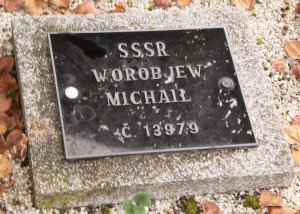 SSSR
WOROBJEW
MICHAIL
Č. 13979